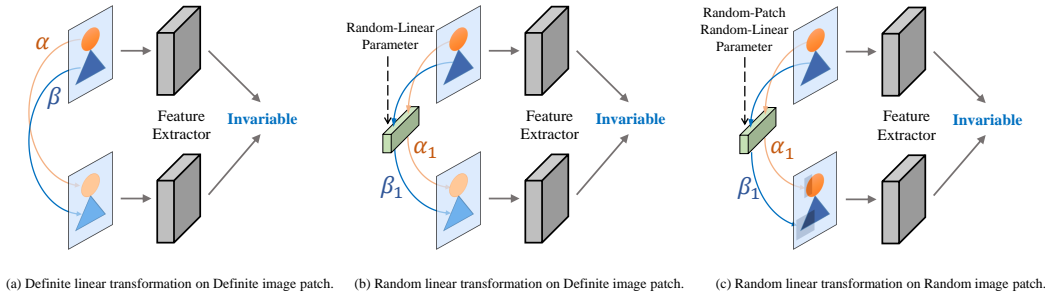 α
β
Feature
Extractor
Invariable
(a) Definite linear transformation on Definite image patch.
Random-Linear
Parameter
α₁
β₁
Feature
Extractor
Invariable
(b) Random linear transformation on Definite image patch.
Random-Patch
Random-Linear
Parameter
α₁
β₁
Feature
Extractor
Invariable
(c) Random linear transformation on Random image patch.